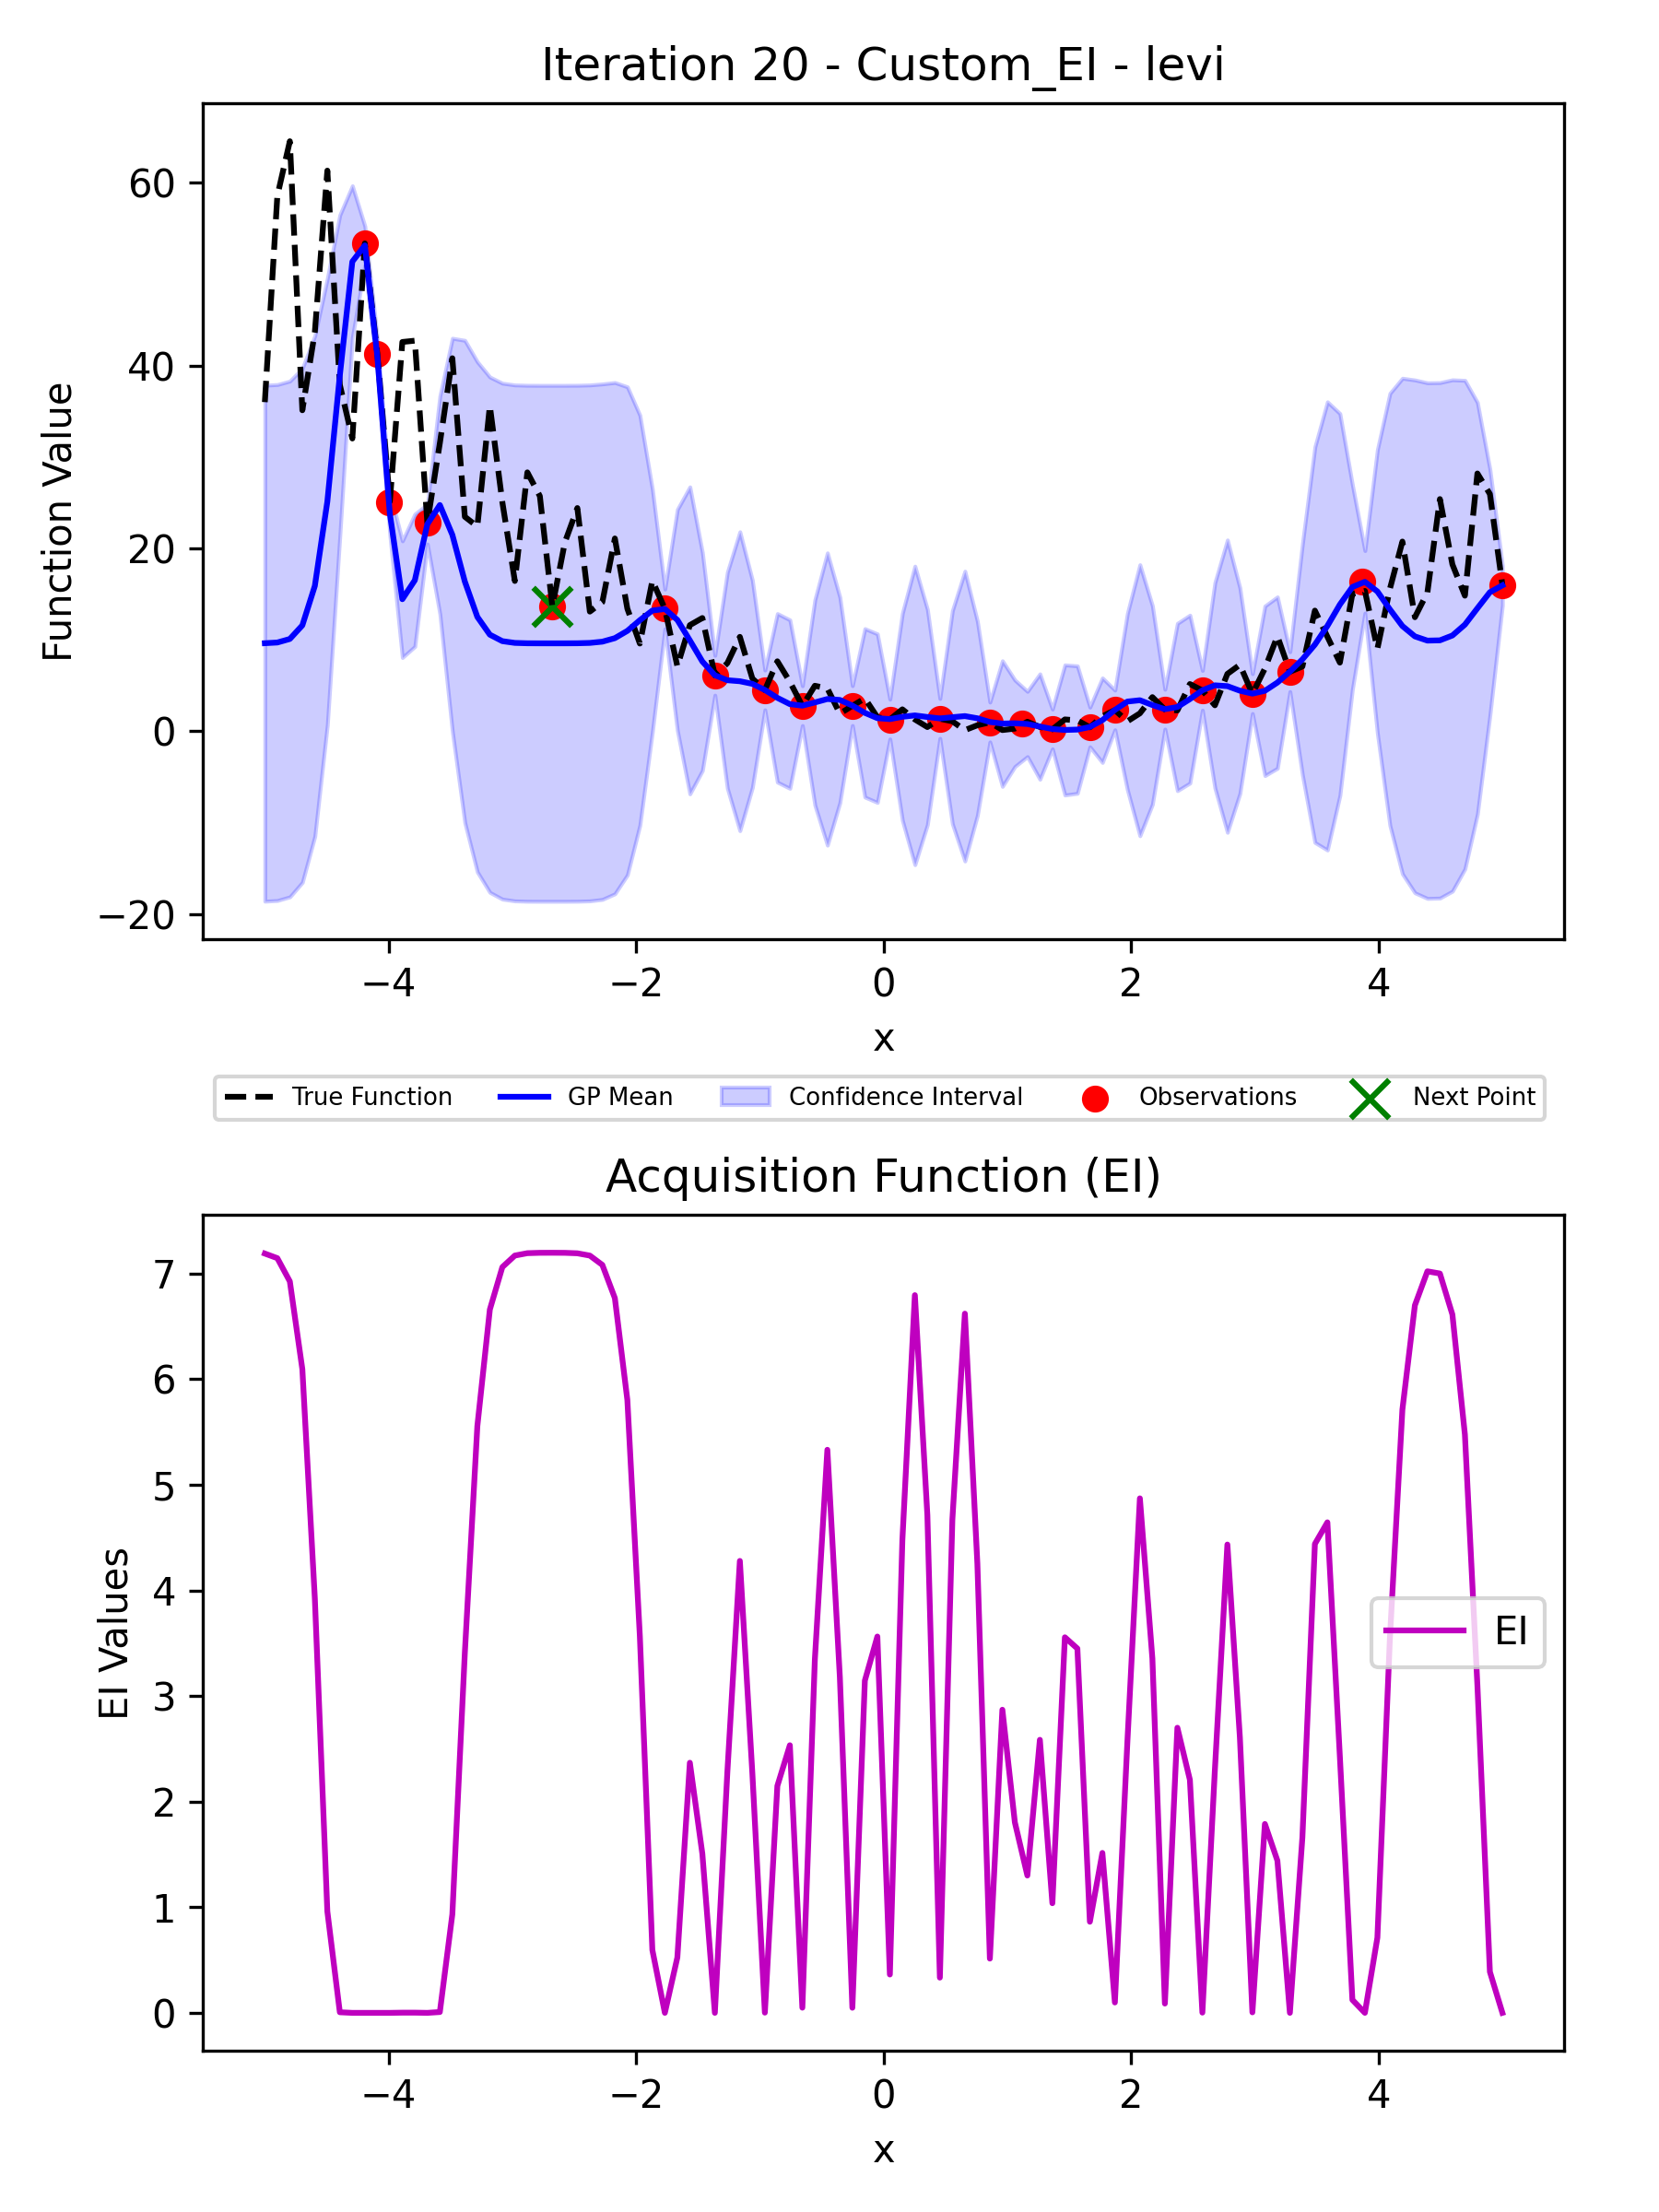 Iteration 20 - Custom_EI - levi
Function Value
60
40
20
0
−20
−4
−2
0
2
4
x
True Function
GP Mean
Confidence Interval
Observations
Next Point
Acquisition Function (EI)
EI Values
7
6
5
4
3
2
1
0
EI
−4
−2
0
2
4
x